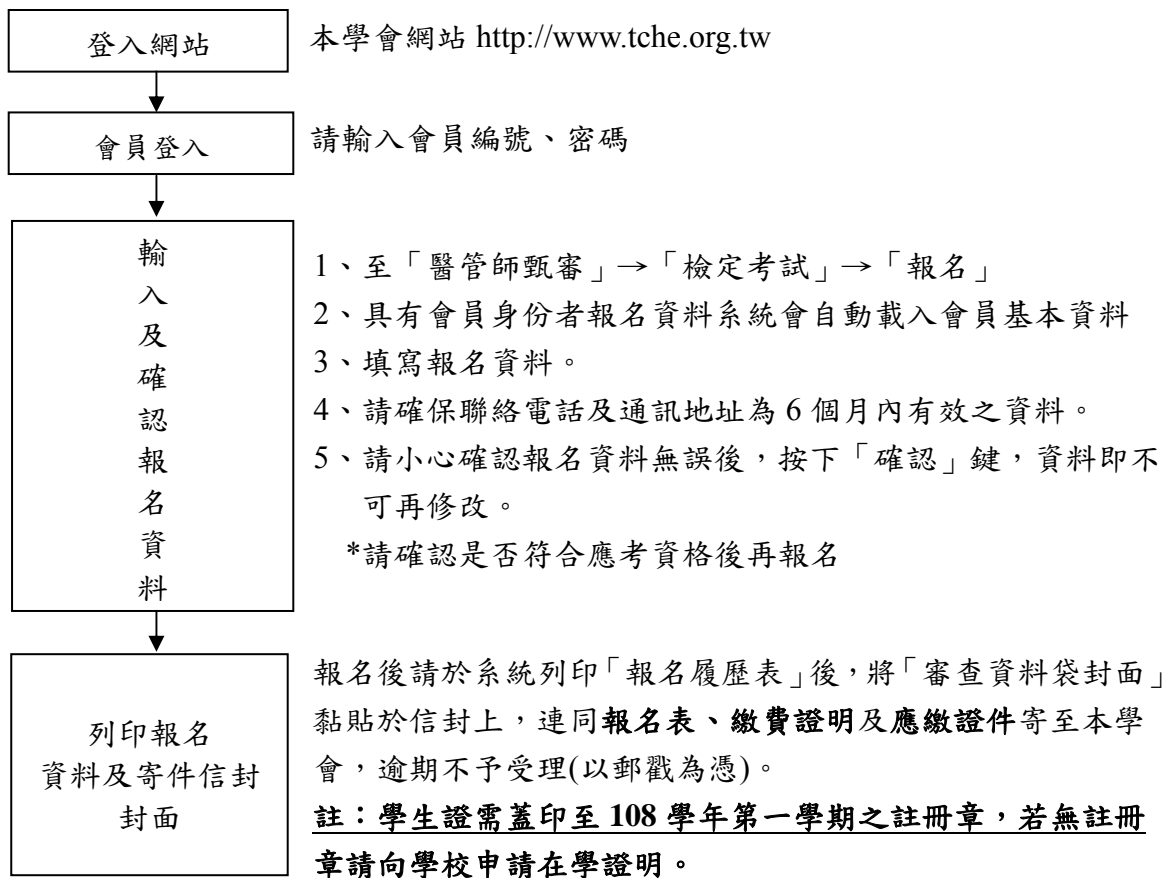 登入網站
本學會網站 http://www.tche.org.tw
會員登入
請輸入會員編號、密碼
輸
入
及
確
認
報
名
資
料
1、至「醫管師甄審」→「檢定考試」→「報名」
2、具有會員身份者報名資料系統會自動載入會員基本資料
3、填寫報名資料。
4、請確保聯絡電話及通訊地址為 6 個月內有效之資料。
5、請小心確認報名資料無誤後，按下「確認」鍵，資料即不
可再修改。
*請確認是否符合應考資格後再報名
列印報名
資料及寄件信封
封面
報名後請於系統列印「報名履歷表」後，將「審查資料袋封面」
黏貼於信封上，連同報名表、繳費證明及應繳證件寄至本學
會，逾期不予受理(以郵戳為憑)。
註：學生證需蓋印至 108 學年第一學期之註冊章，若無註冊
章請向學校申請在學證明。